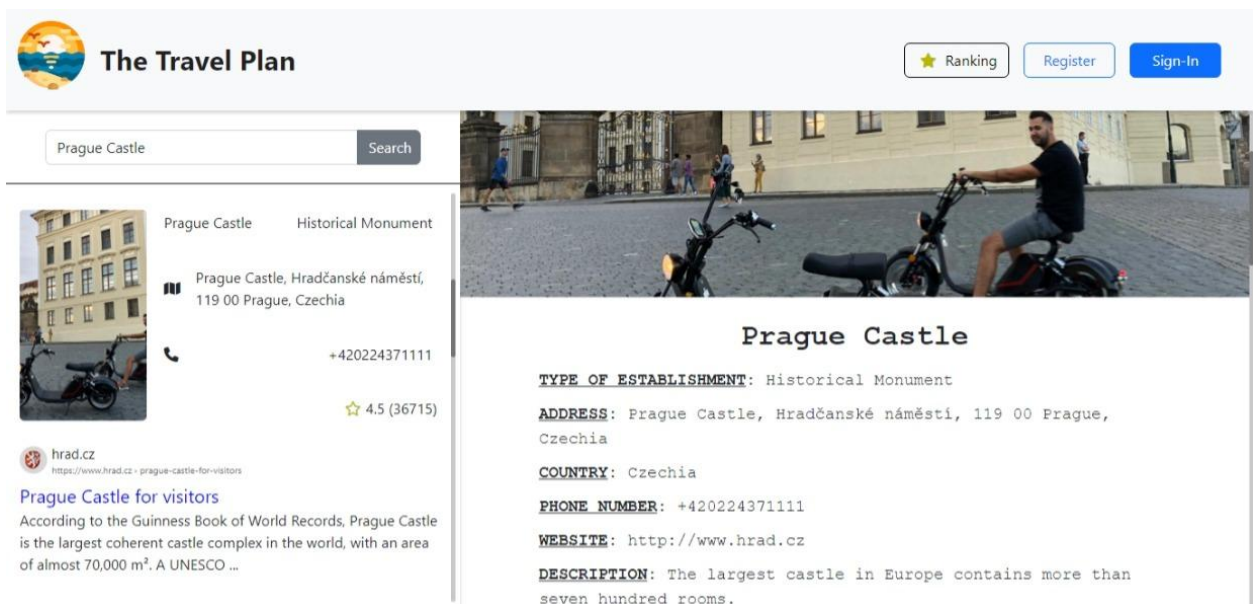 The Travel Plan
Ranking
Register
Sign-In
Prague Castle
Search
Prague Castle
Historical Monument
Prague Castle, Hradčanské náměstí,
119 00 Prague, Czechia
+420224371111
4.5 (36715)
hrad.cz
https://www.hrad.cz › prague-castle-for-visitors
Prague Castle for visitors
According to the Guinness Book of World Records, Prague Castle
is the largest coherent castle complex in the world, with an area
of almost 70,000 m². A UNESCO ...
Prague Castle
TYPE OF ESTABLISHMENT: Historical Monument
ADDRESS: Prague Castle, Hradčanské náměstí, 119 00 Prague,
Czechia
COUNTRY: Czechia
PHONE NUMBER: +420224371111
WEBSITE: http://www.hrad.cz
DESCRIPTION: The largest castle in Europe contains more than
seven hundred rooms.